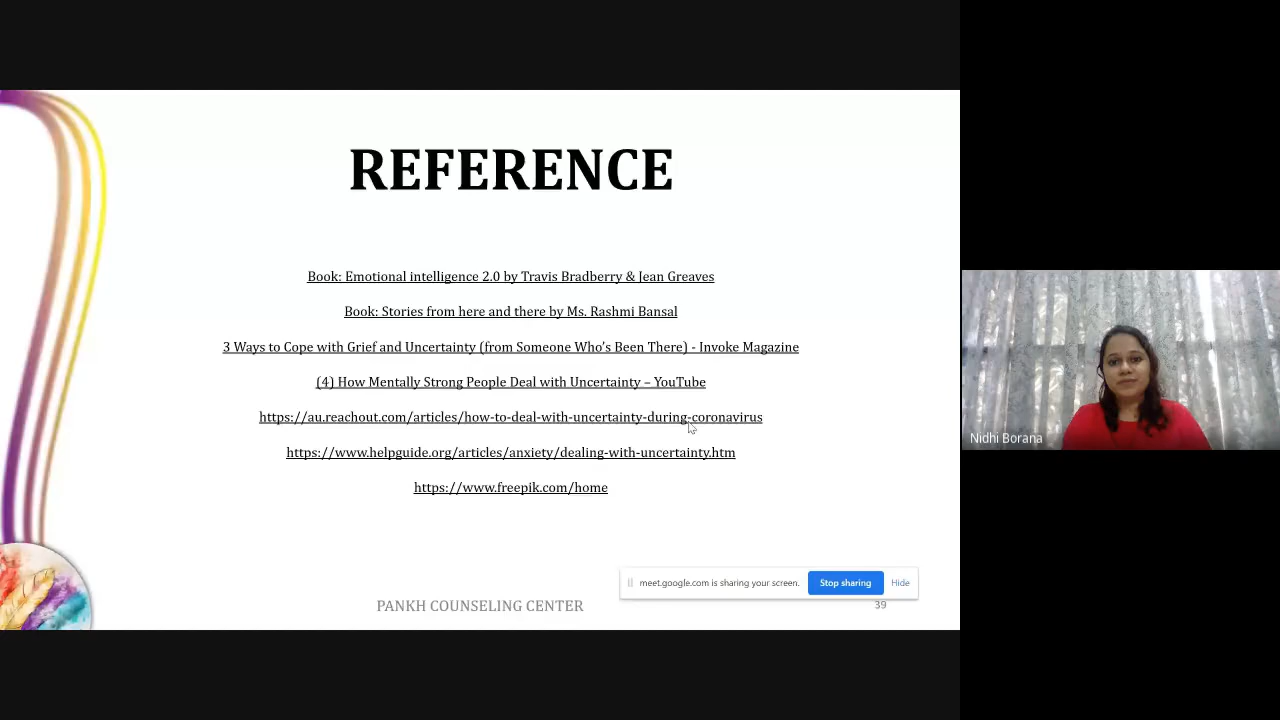 REFERENCE
Book: Emotional intelligence 2.0 by Travis Bradberry & Jean Greaves
Book: Stories from here and there by Ms. Rashmi Bansal
3 Ways to Cope with Grief and Uncertainty (from Someone Who’s Been There) - Invoke Magazine
(4) How Mentally Strong People Deal with Uncertainty – YouTube
https://au.reachout.com/articles/how-to-deal-with-uncertainty-during-coronavirus
https://www.helpguide.org/articles/anxiety/dealing-with-uncertainty.htm
https://www.freepik.com/home
meet.google.com is sharing your screen. Stop sharing Hide
PANKH COUNSELING CENTER 39
Nidhi Borana